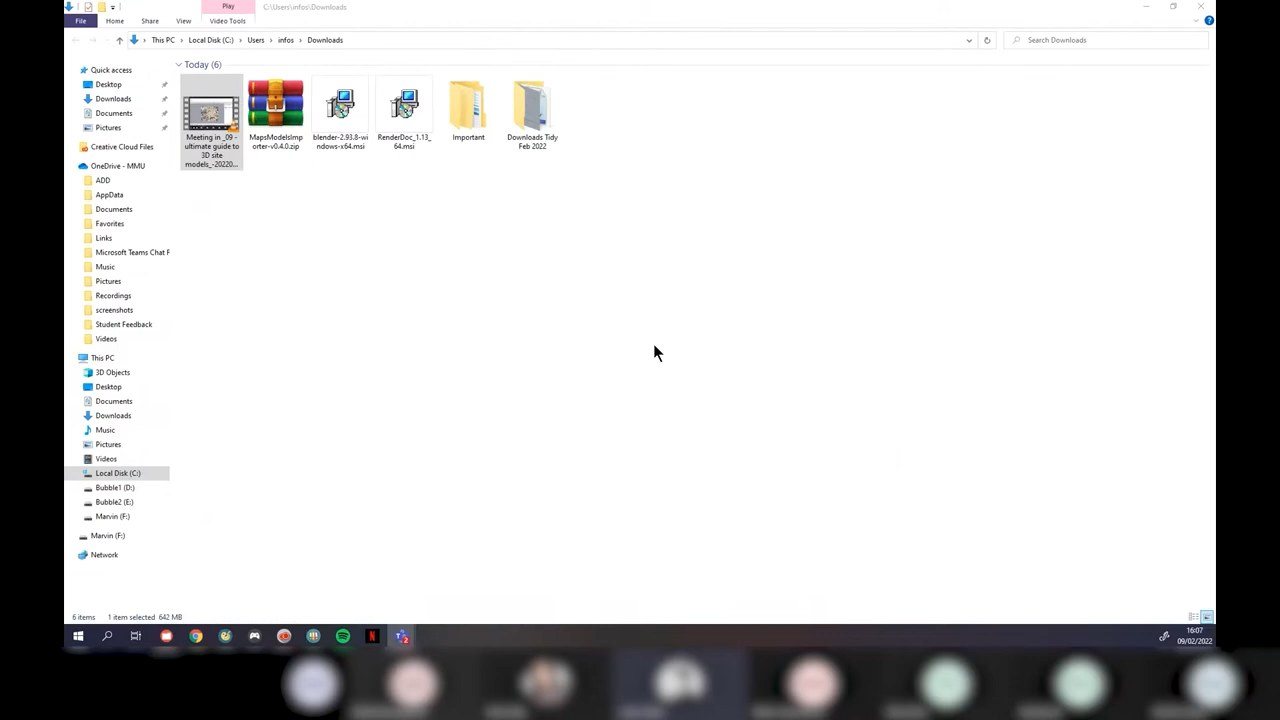 Play
C:\Users\infos\Downloads
File
Home
Share
View
Video Tools
This PC
Local Disk (C:)
Users
infos
Downloads
Search Downloads
Quick access
Desktop
Downloads
Documents
Pictures
Creative Cloud Files
OneDrive - MMU
ADD
AppData
Documents
Favorites
Links
Microsoft Teams Chat F
Music
Pictures
Recordings
screenshots
Student Feedback
Videos
This PC
3D Objects
Desktop
Documents
Downloads
Music
Pictures
Videos
Local Disk (C:)
Bubble1 (D:)
Bubble2 (E:)
Marvin (F:)
Marvin (F:)
Network
Today (6)
Meeting in _09 -
ultimate guide to
3D site
models_-20220...
MapsModelsImp
orter-v0.4.0.zip
blender-2.93.8-wi
ndows-x64.msi
RenderDoc_1.13_
64.msi
Important
Downloads Tidy
Feb 2022
6 items
1 item selected 642 MB
16:07
09/02/2022